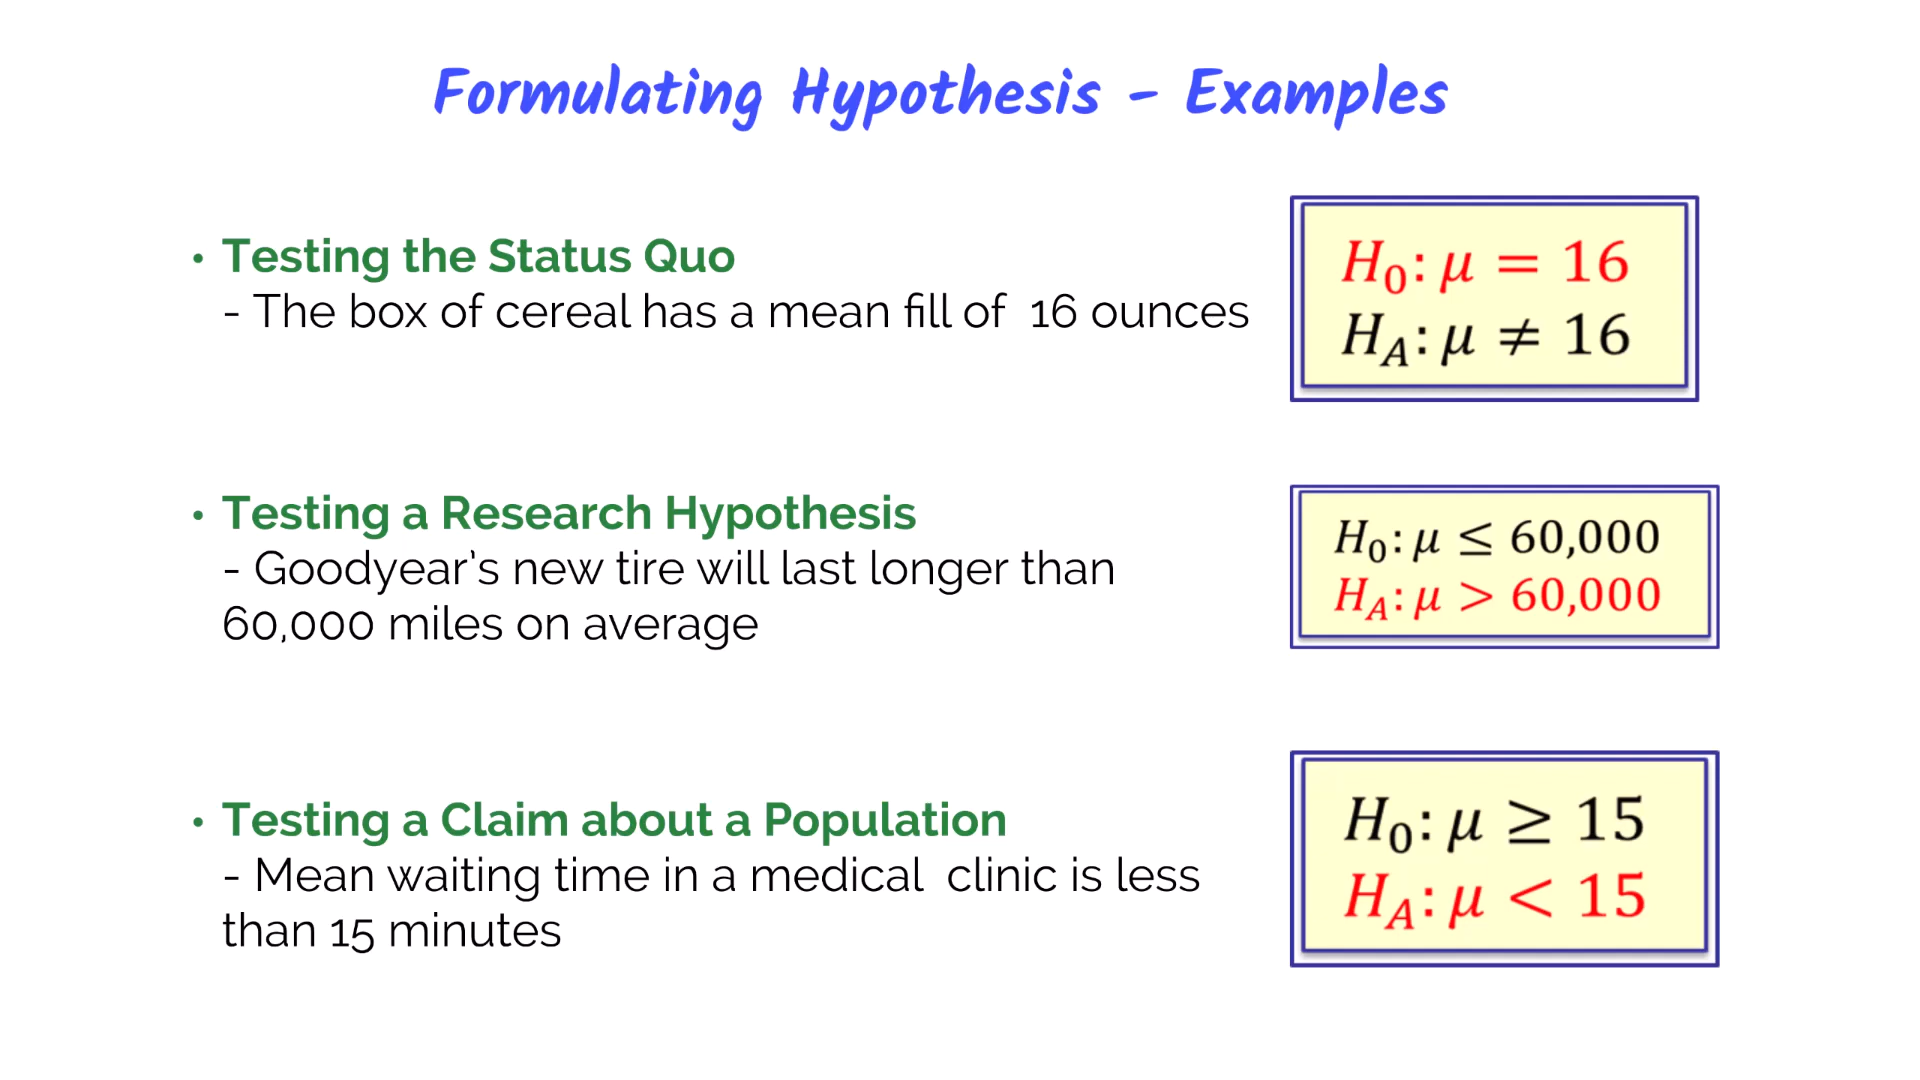 Formulating Hypothesis - Examples
• Testing the Status Quo
- The box of cereal has a mean fill of 16 ounces
H₀: μ = 16
H_A: μ ≠ 16
• Testing a Research Hypothesis
- Goodyear's new tire will last longer than
60,000 miles on average
H₀: μ ≤ 60,000
H_A: μ > 60,000
• Testing a Claim about a Population
- Mean waiting time in a medical clinic is less
than 15 minutes
H₀: μ ≥ 15
H_A: μ < 15